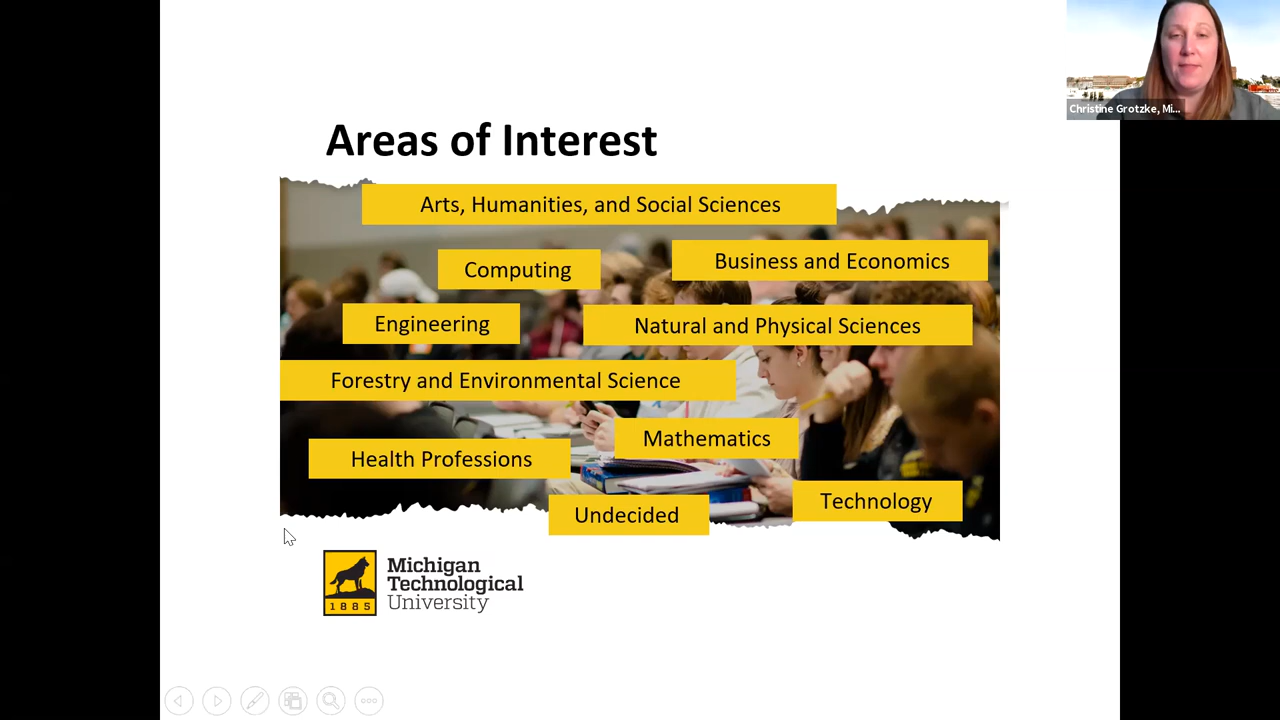 Christine Grotzke, Mi...
Areas of Interest
Arts, Humanities, and Social Sciences
Computing
Business and Economics
Engineering
Natural and Physical Sciences
Forestry and Environmental Science
Mathematics
Health Professions
Technology
Undecided
1885
Michigan
Technological
University